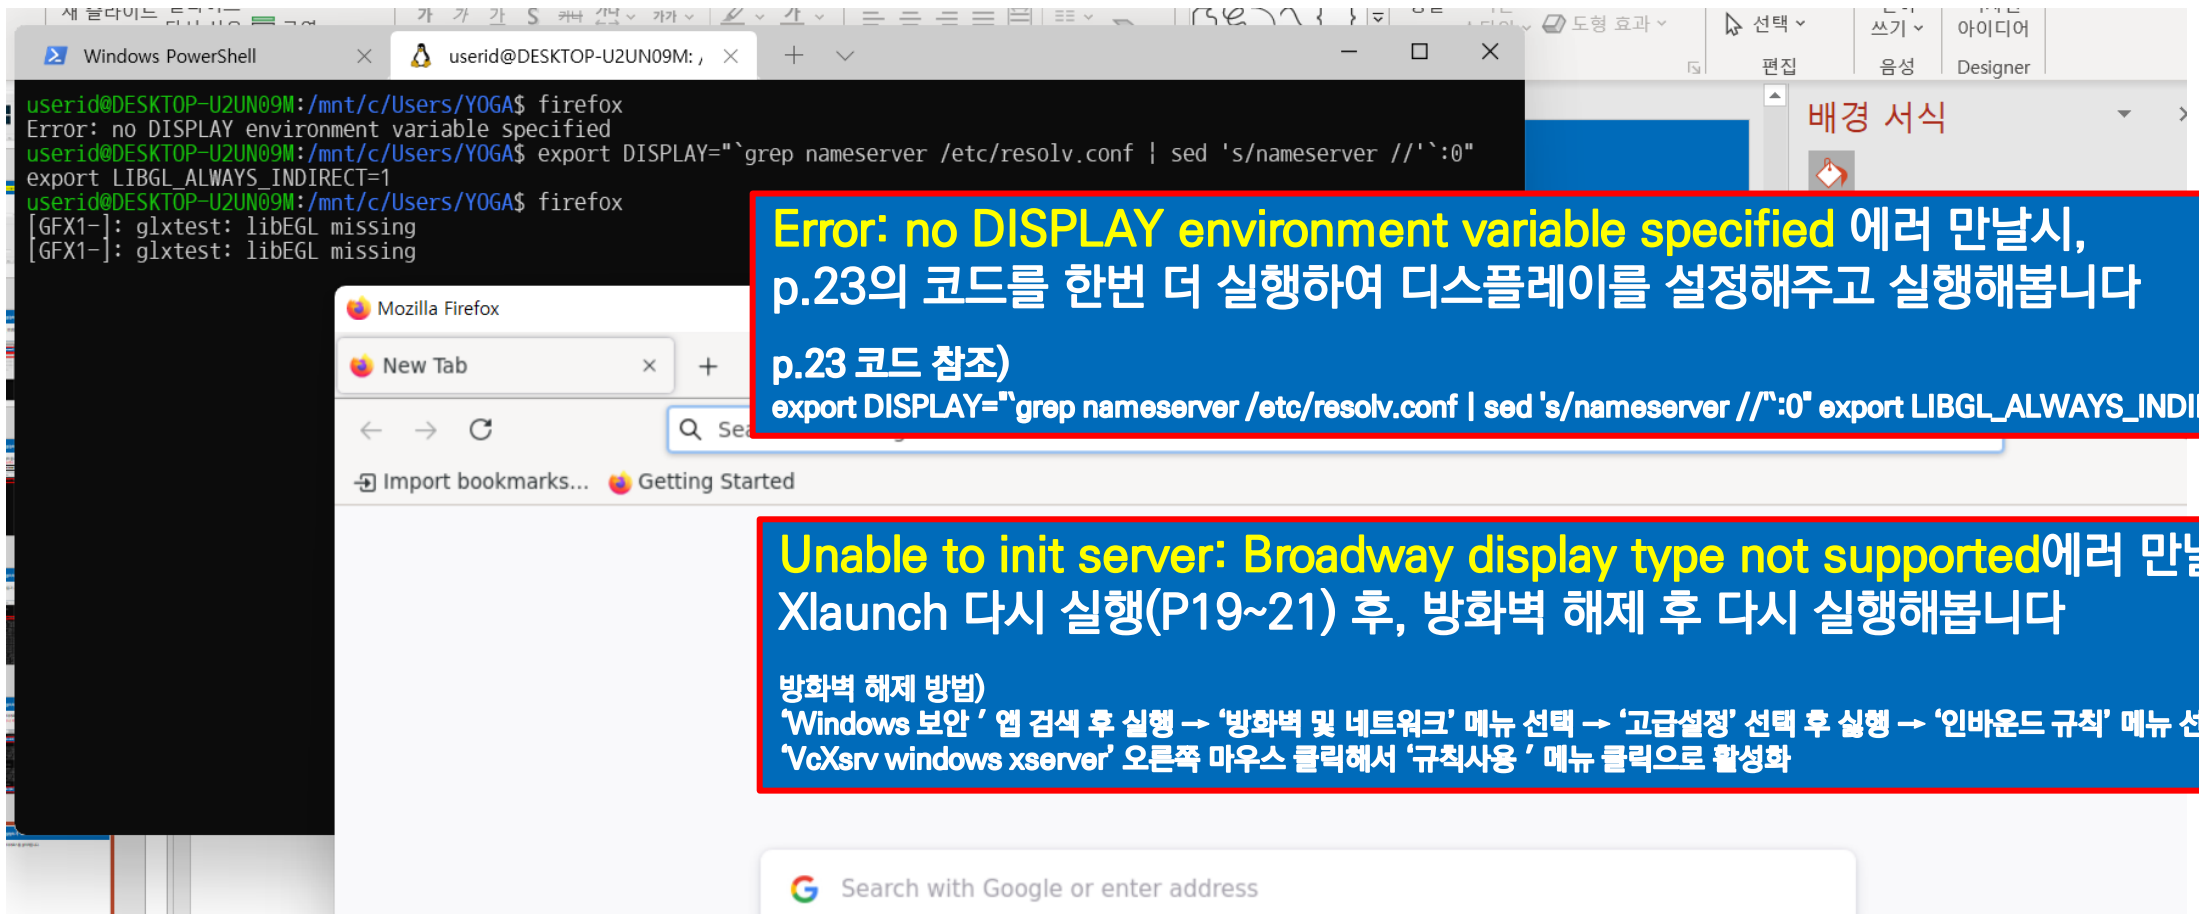 도형 효과
선택
쓰기
아이디어
편집
음성
Designer
Windows PowerShell
userid@DESKTOP-U2UN09M: /
배경 서식
userid@DESKTOP-U2UN09M:/mnt/c/Users/YOGA$ firefox
Error: no DISPLAY environment variable specified
userid@DESKTOP-U2UN09M:/mnt/c/Users/YOGA$ export DISPLAY="`grep nameserver /etc/resolv.conf | sed 's/nameserver //'`:0"
export LIBGL_ALWAYS_INDIRECT=1
userid@DESKTOP-U2UN09M:/mnt/c/Users/YOGA$ firefox
[GFX1-]: glxtest: libEGL missing
[GFX1-]: glxtest: libEGL missing
Error: no DISPLAY environment variable specified 에러 만날시,
p.23의 코드를 한번 더 실행하여 디스플레이를 설정해주고 실행해봅니다
p.23 코드 참조)
export DISPLAY="`grep nameserver /etc/resolv.conf | sed 's/nameserver //'`:0" export LIBGL_ALWAYS_INDI
Mozilla Firefox
New Tab
Import bookmarks...
Getting Started
Unable to init server: Broadway display type not supported에러
Xlaunch 다시 실행(P19~21) 후, 방화벽 해제 후 다시 실행해봅니다
방화벽 해제 방법)
‘Windows 보안 ’ 앱 검색 후 실행 → ‘방화벽 및 네트워크’ 메뉴 선택 → ‘고급설정’ 선택 후 싫행 → ‘인바운드 규칙’ 메뉴
‘VcXsrv windows xserver’ 오른쪽 마우스 클릭해서 ‘규칙사용 ’ 메뉴 클릭으로 활성화
Search with Google or enter address